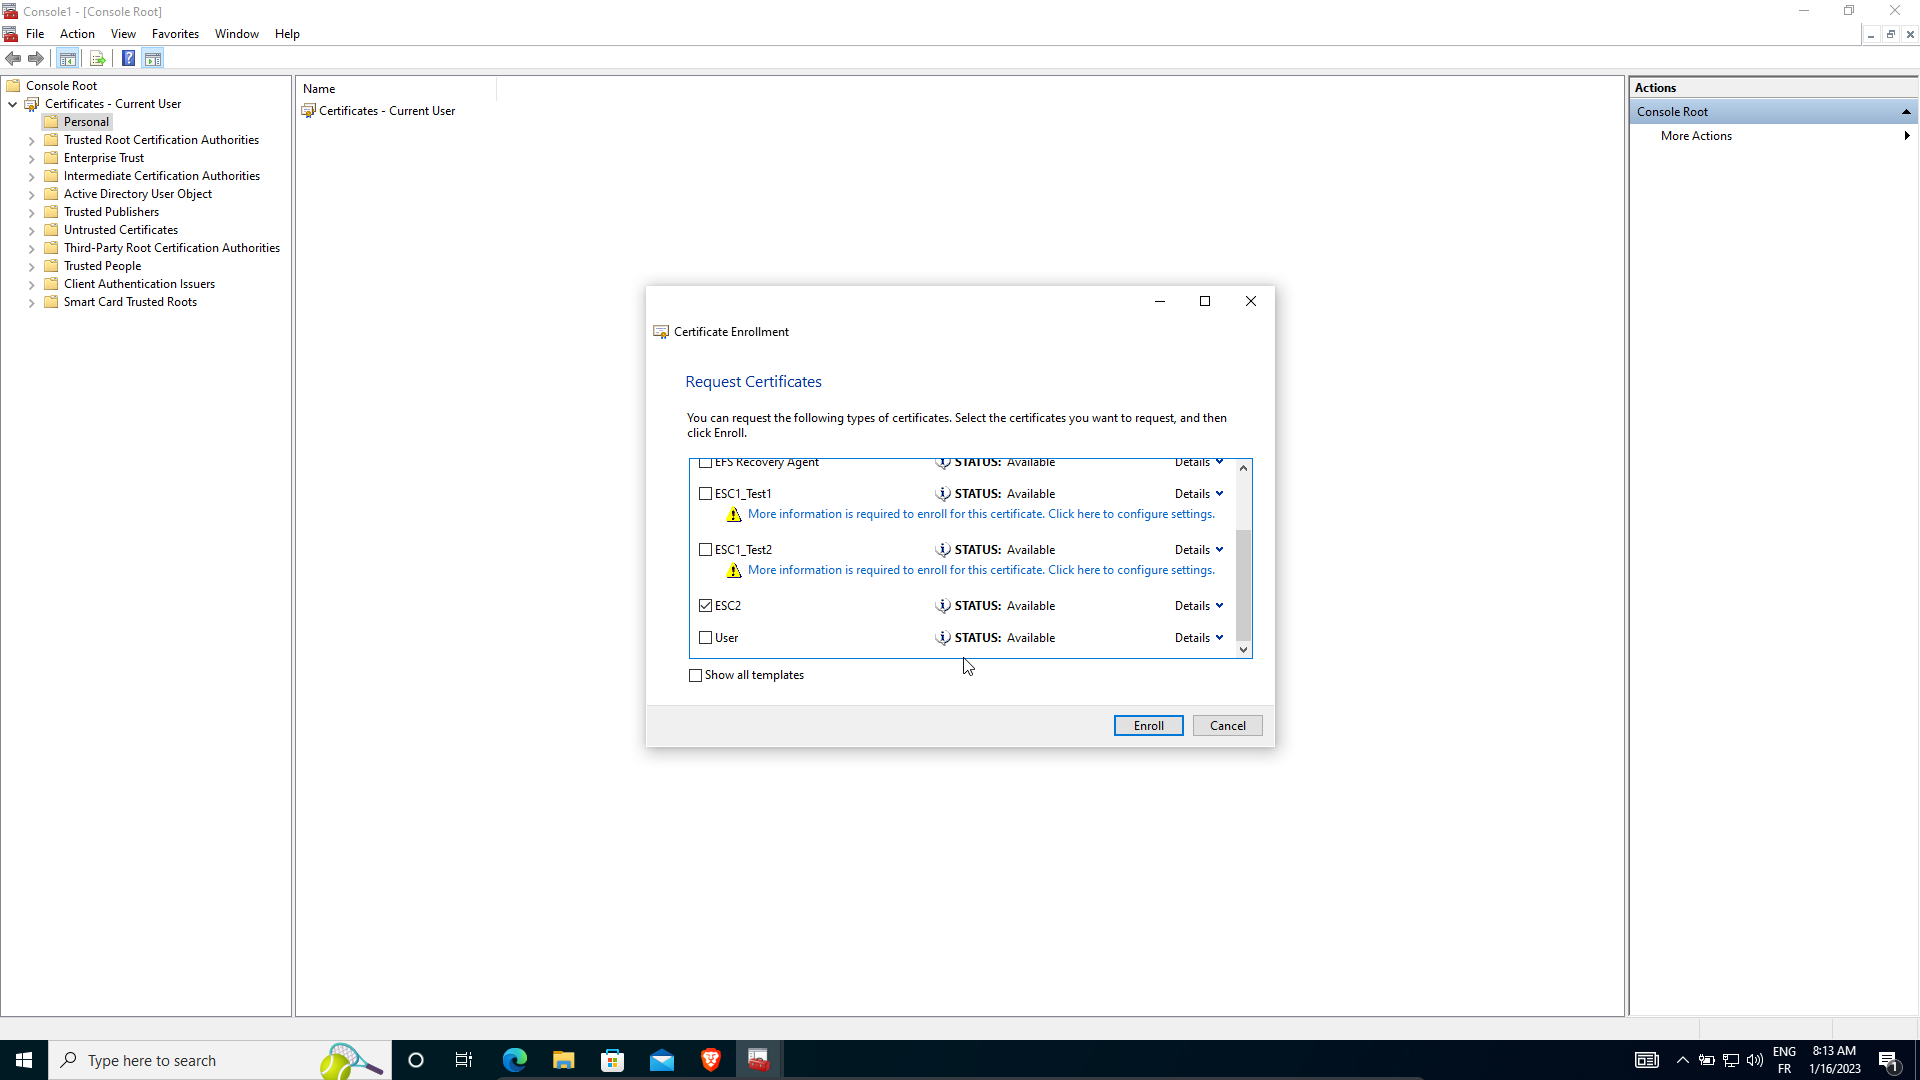 Console1 - [Console Root]
File Action View Favorites Window Help
Console Root
Certificates - Current User
Personal
Trusted Root Certification Authorities
Enterprise Trust
Intermediate Certification Authorities
Active Directory User Object
Trusted Publishers
Untrusted Certificates
Third-Party Root Certification Authorities
Trusted People
Client Authentication Issuers
Smart Card Trusted Roots
Name
Certificates - Current User
Actions
Console Root
More Actions
Certificate Enrollment
Request Certificates
You can request the following types of certificates. Select the certificates you want to request, and then
click Enroll.
EFS Recovery Agent STATUS: Available Details
ESC1_Test1 STATUS: Available Details
More information is required to enroll for this certificate. Click here to configure settings.
ESC1_Test2 STATUS: Available Details
More information is required to enroll for this certificate. Click here to configure settings.
ESC2 STATUS: Available Details
User STATUS: Available Details
Show all templates
Enroll Cancel
Type here to search
ENG
FR
8:13 AM
1/16/2023
1